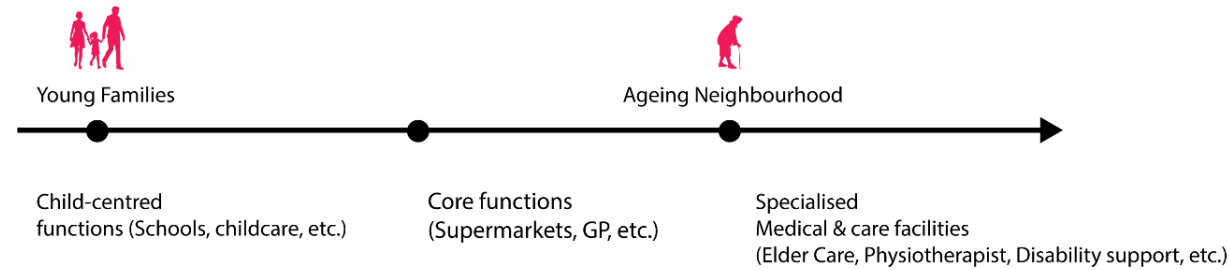 Young Families
Ageing Neighbourhood
Child-centred
functions (Schools, childcare, etc.)
Core functions
(Supermarkets, GP, etc.)
Specialised
Medical & care facilities
(Elder Care, Physiotherapist, Disability support, etc.)